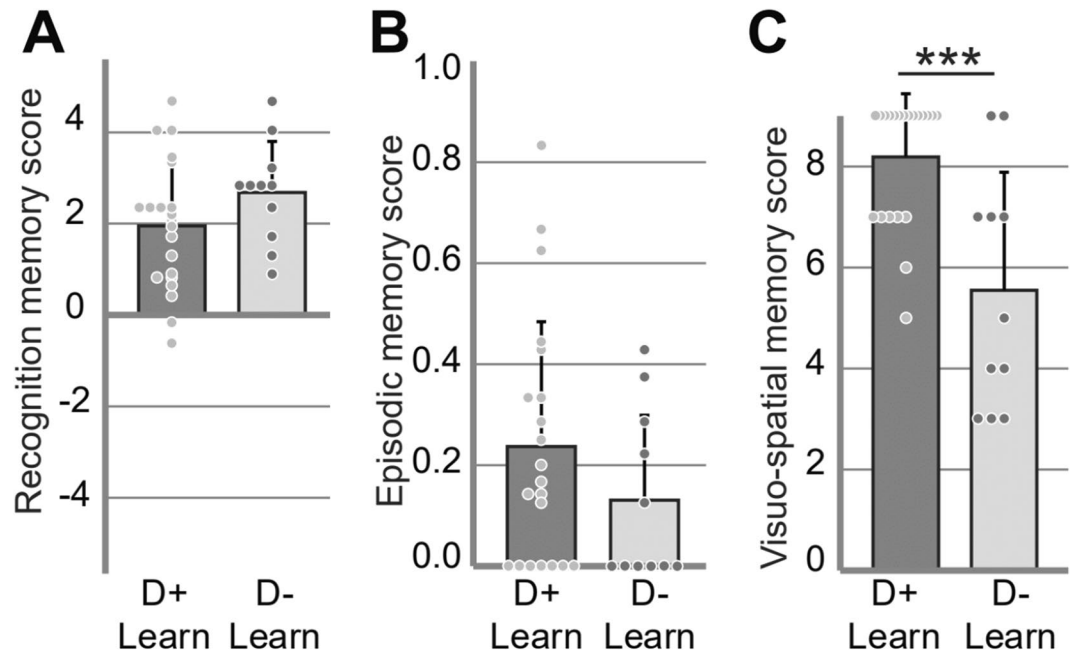 A
Recognition memory score
4
2
0
-2
-4
D+
Learn
D-
Learn
B
Episodic memory score
1.0
0.8
0.6
0.4
0.2
0.0
D+
Learn
D-
Learn
C
Visuo-spatial memory score
***
8
6
4
2
0
D+
Learn
D-
Learn